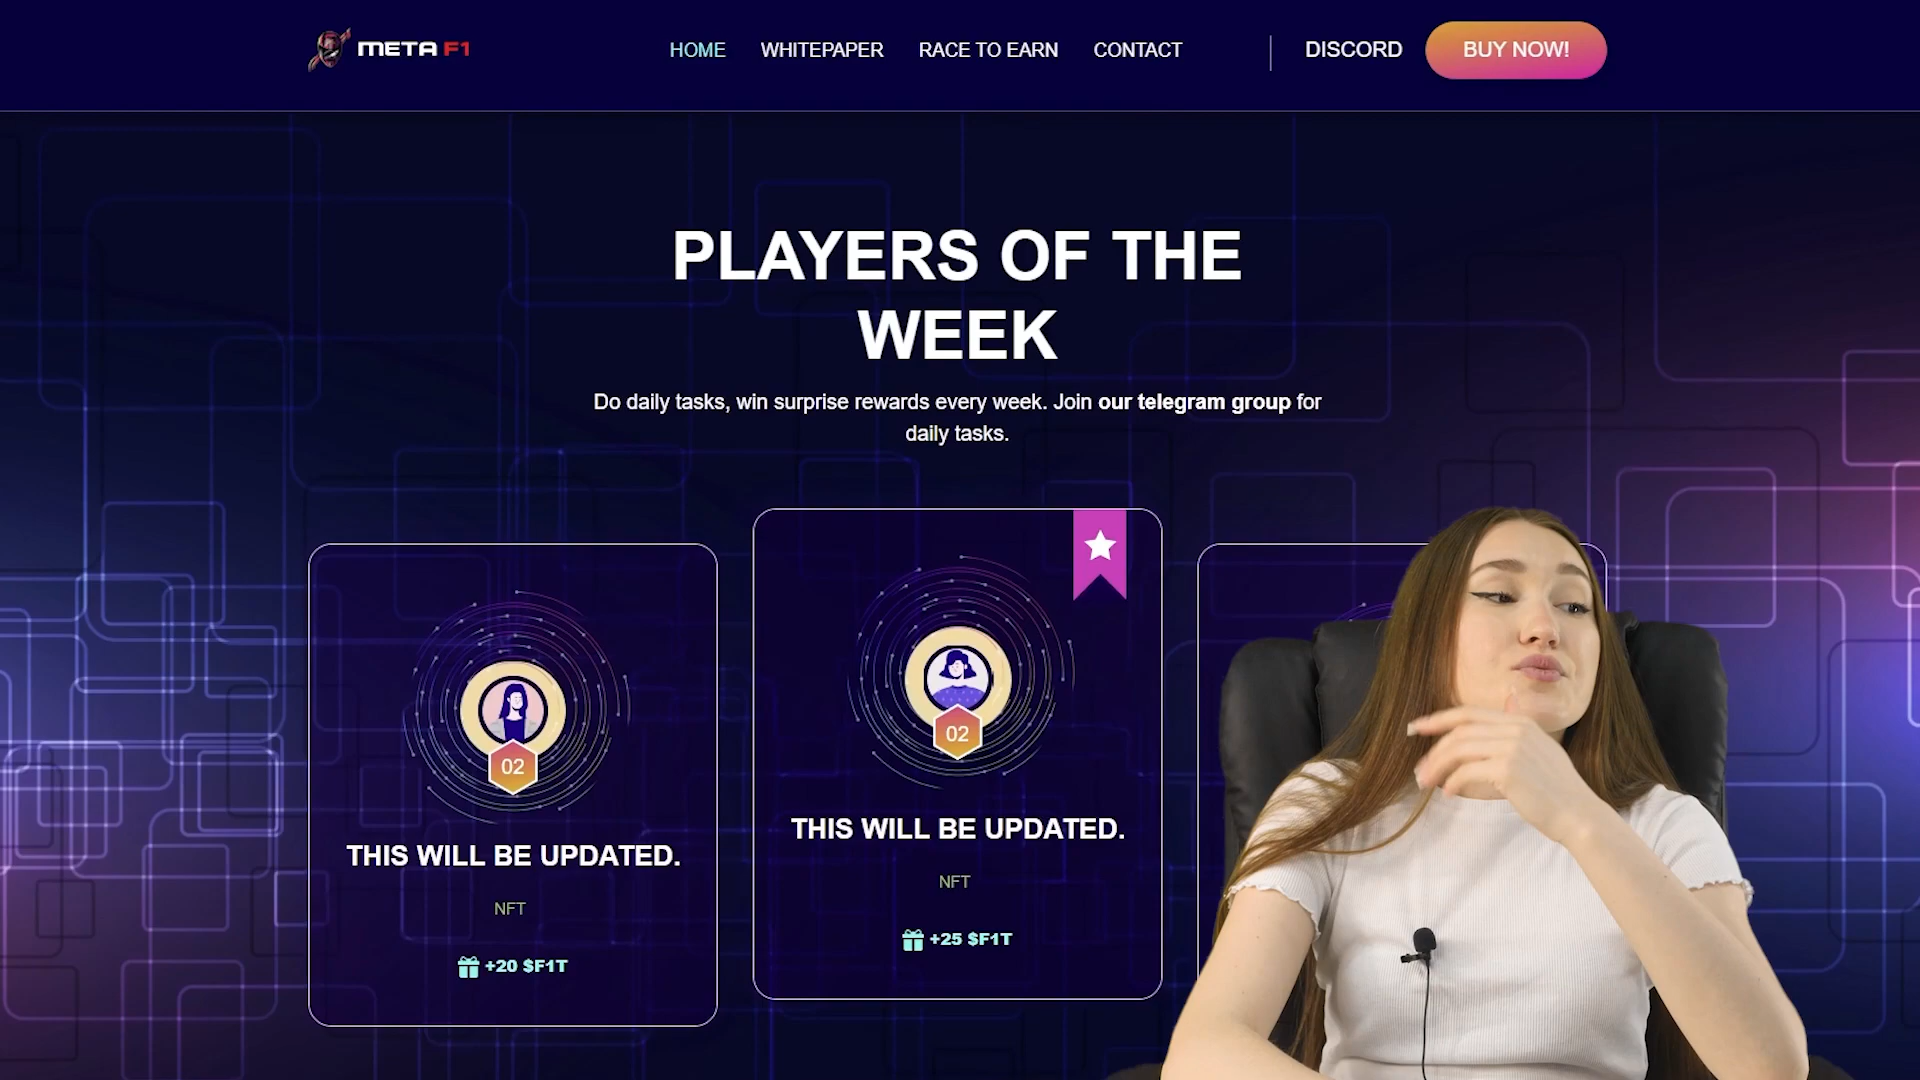 META F1
HOME WHITEPAPER RACE TO EARN CONTACT DISCORD BUY NOW!
PLAYERS OF THE
WEEK
Do daily tasks, win surprise rewards every week. Join our telegram group for
daily tasks.
02
THIS WILL BE UPDATED.
NFT
+20 $F1T
02
THIS WILL BE UPDATED.
NFT
+25 $F1T